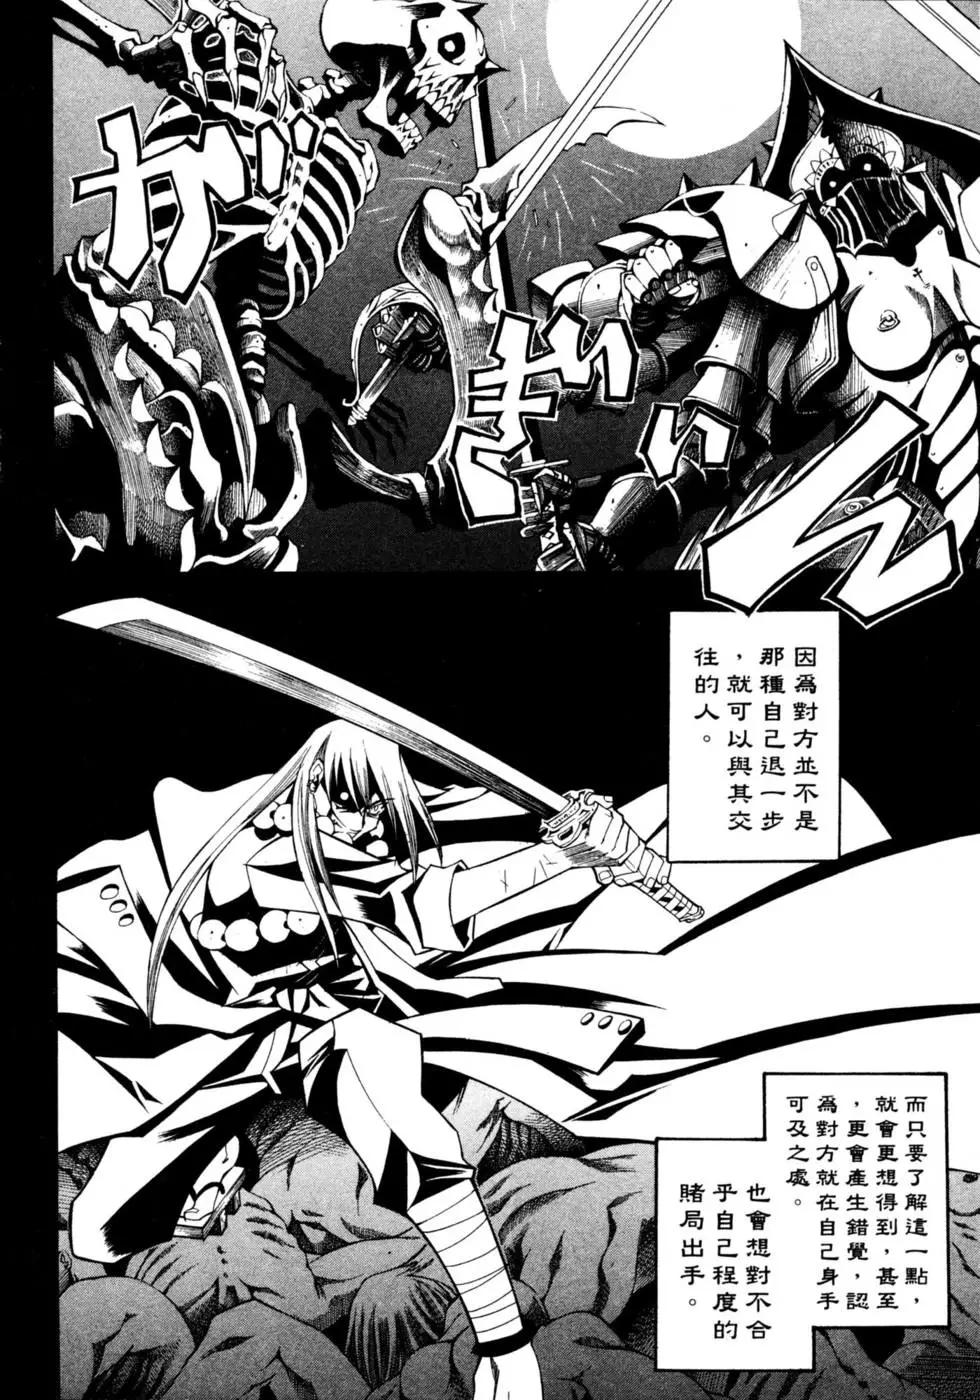 ガギィィン
因為對方並不是
那種自己退一步
，就可以與其交
往的人。
而只要了解這一點，
就會更想得到，甚至
，更會產生錯覺，認
為對方就在自己身手
可及之處。
也會想對不合
乎自己程度的
賭局出手。